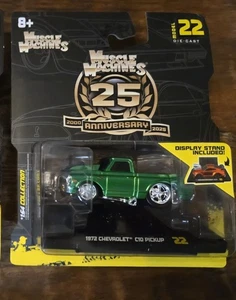 8+
MUSCLE MACHINES
MODEL 22
DIE-CAST
MUSCLE MACHINES
25
2000 2025
ANNIVERSARY
DISPLAY STAND
INCLUDED!
1:64 COLLECTION
1972 CHEVROLET C10 PICKUP
22